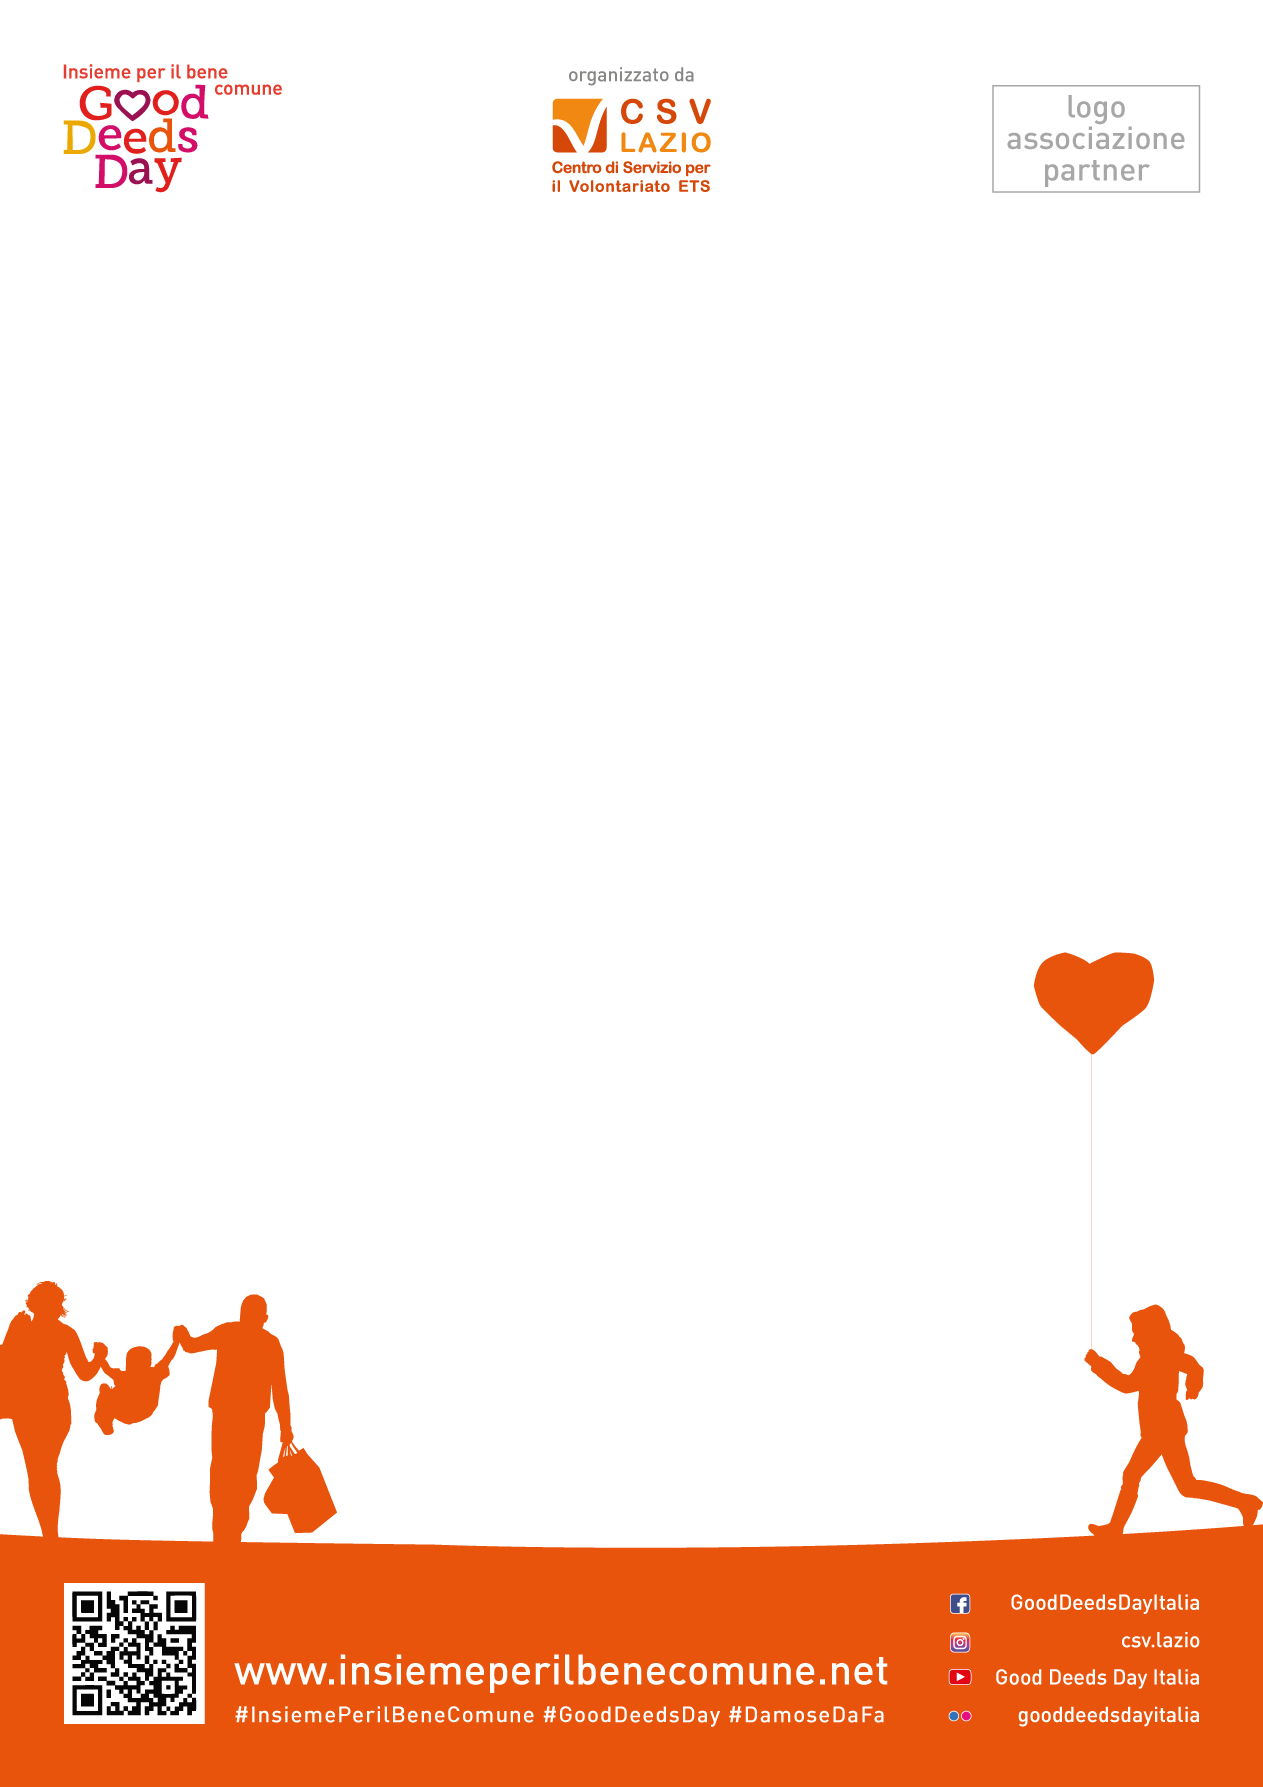 Insieme per il bene
comune
Good
Deeds
Day
organizzato da
CSV
LAZIO
Centro di Servizio per
il Volontariato ETS
logo
associazione
partner
www.insiemeperilbenecomune.net
#InsiemePerilBeneComune #GoodDeedsDay #DamoseDaFa
GoodDeedsDayItalia
csv.lazio
Good Deeds Day Italia
gooddeedsdayitalia